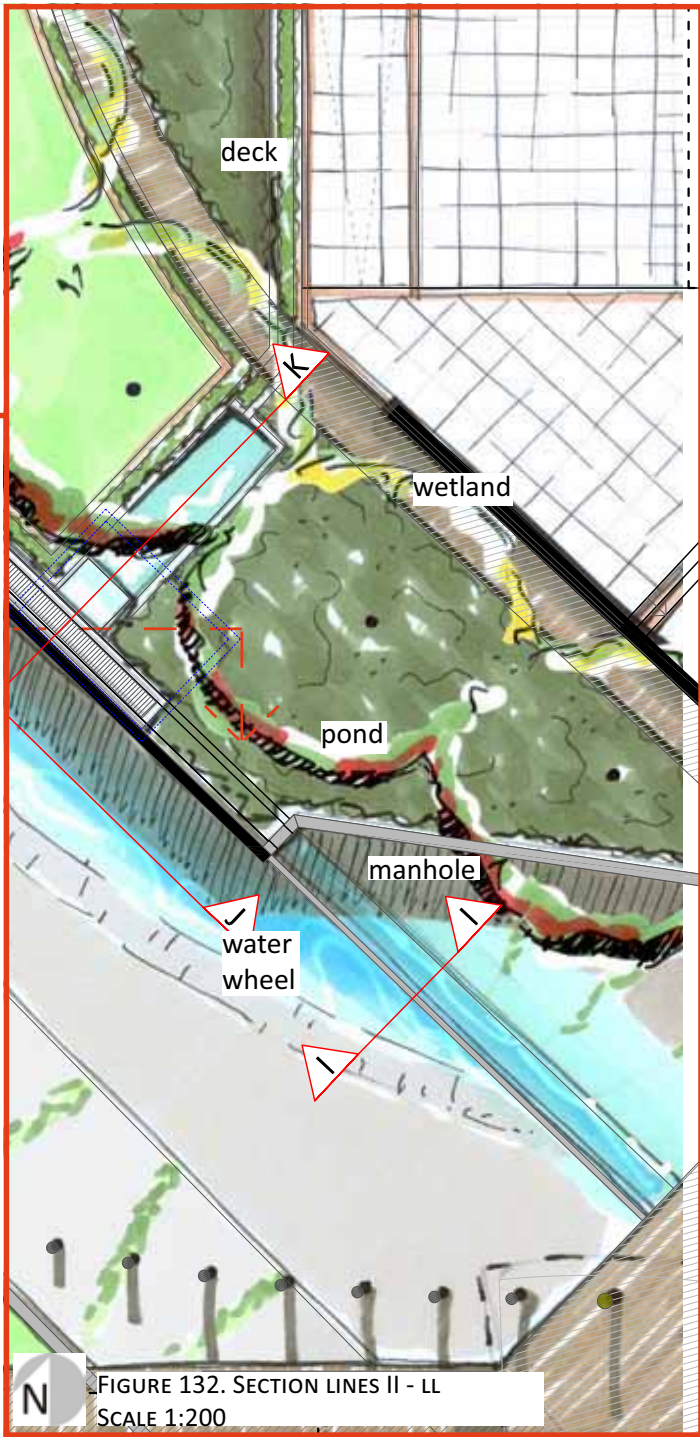 deck
K
wetland
pond
manhole
J
I
water
wheel
I
N
FIGURE 132. SECTION LINES II - LL
SCALE 1:200